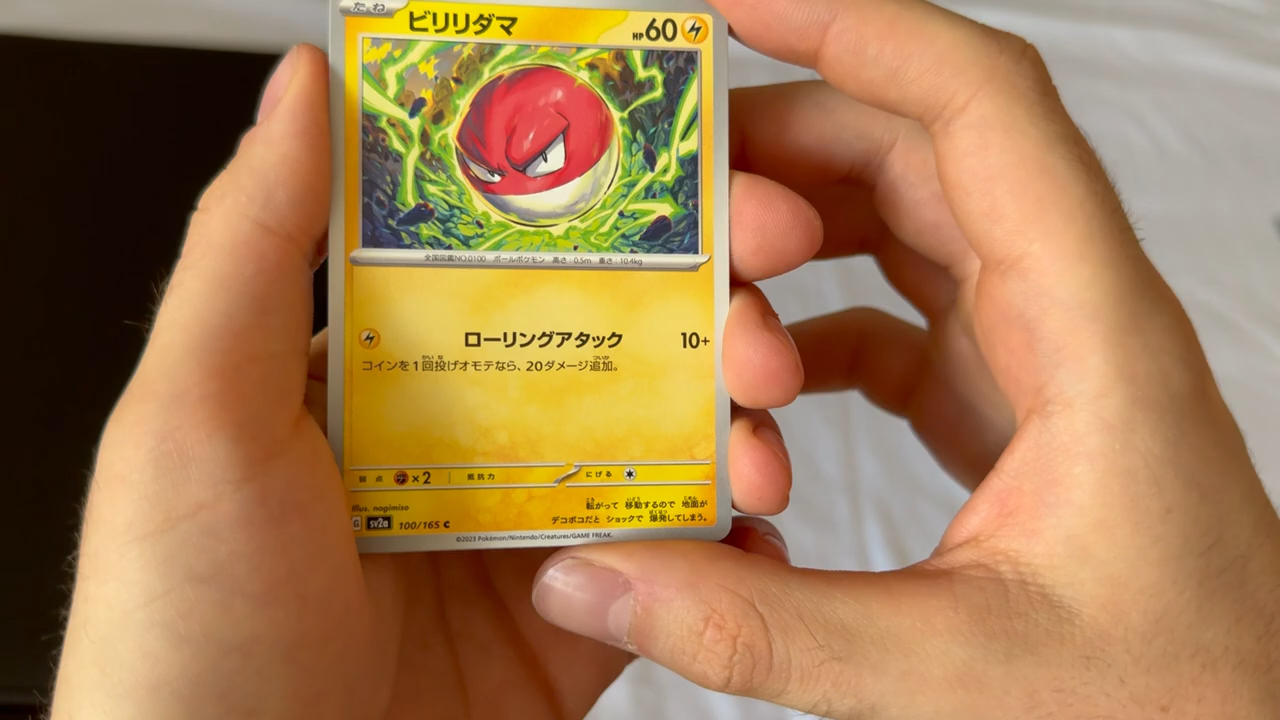 たね
ビリリダマ HP60
全国図鑑NO.0100 ボールポケモン 高さ:0.5m 重さ:10.4kg
ローリングアタック 10+
コインを1回投げオモテなら、20ダメージ追加。
弱点 ×2 抵抗力 にげる
Illus. nagimiso
転がって 移動するので 地面が
デコボコだと ショックで 爆発してしまう。
G sv2a 100/165 C
©2023 Pokémon/Nintendo/Creatures/GAME FREAK.